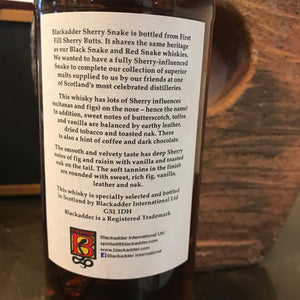 Blackadder Sherry Snake is bottled from First
Fill Sherry Butts. It shares the same heritage
as our Black Snake and Red Snake whiskies.
We wanted to have a fully Sherry-influenced
Snake to complete our collection of superior
malts supplied to us by our friends at one
of Scotland's most celebrated distilleries.
This whisky has lots of Sherry influences
(sultanas and figs) on the nose – hence the name!
In addition, sweet notes of butterscotch, toffee
and vanilla are balanced by earthy leather,
dried tobacco and toasted oak. There
is also a hint of coffee and dark chocolate.
The smooth and velvety taste has deep Sherry
notes of fig and raisin with vanilla and toasted
oak on the tail. The soft tannins in the finish
are rounded with sweet, rich fig, vanilla,
leather and oak.
This whisky is specially selected and bottled
in Scotland by Blackadder International Ltd
G51 1DH
Blackadder is a Registered Trademark
B
Blackadder International Ltd
spirited@blackadder.com
www.blackadder.com
Blackadder International